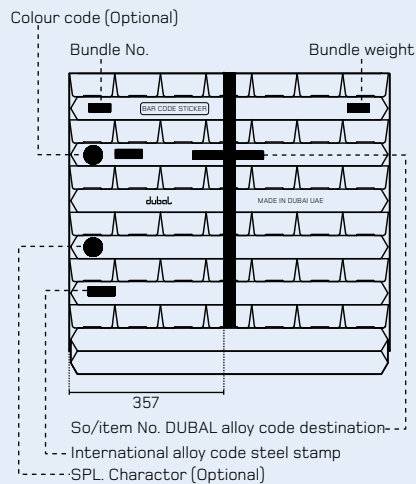 Colour code (Optional)
Bundle No.
Bundle weight
BAR CODE STICKER
dubal
MADE IN DUBAI UAE
357
So/item No. DUBAL alloy code destination
International alloy code steel stamp
SPL. Charactor (Optional)